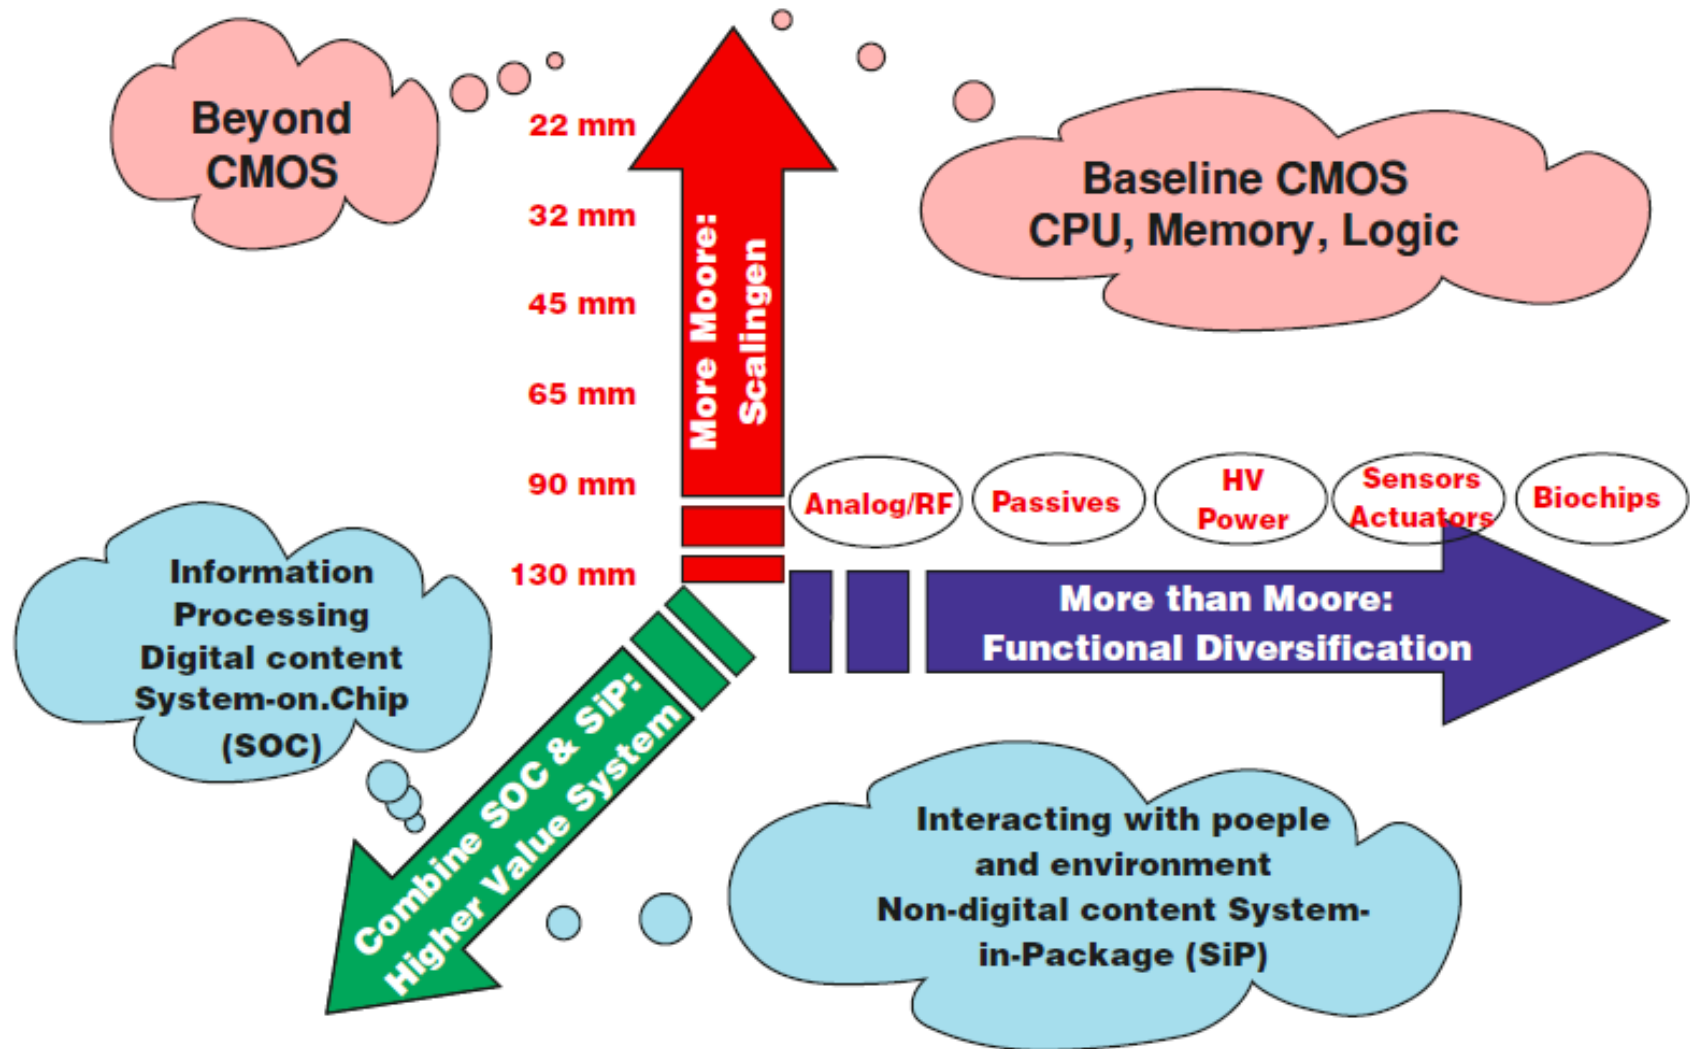 Beyond
CMOS
22 mm
32 mm
45 mm
65 mm
90 mm
130 mm
More Moore:
Scalingen
Baseline CMOS
CPU, Memory, Logic
Analog/RF
Passives
HV
Power
Sensors
Actuators
Biochips
More than Moore:
Functional Diversification
Information
Processing
Digital content
System-on.Chip
(SOC)
Combine SOC & SiP:
Higher Value System
Interacting with poeple
and environment
Non-digital content System-
in-Package (SiP)